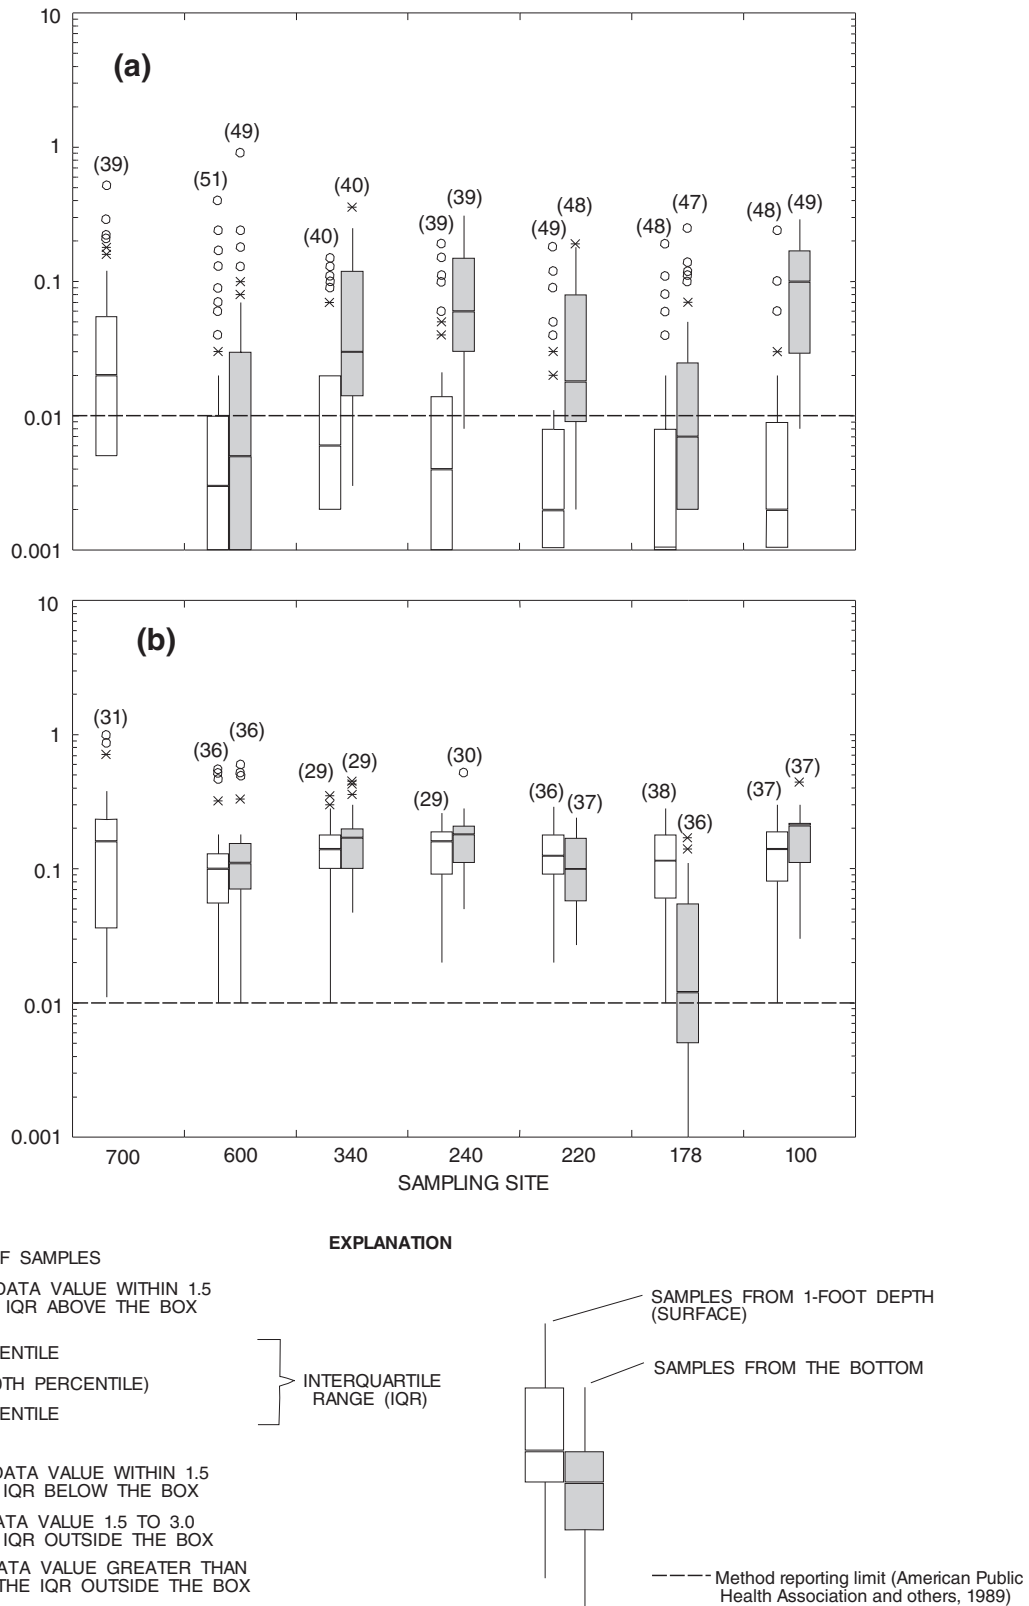 10
(a)
(49)
1
(39)
(51)
(40)
(39)
(48)
(47)
(49)
(40)
(39)
(49)
(48)
(48)
0.1
0.01
0.001
10
(b)
(31)
(36)
1
(36)
(29)
(29)
(30)
(29)
(36)
(37)
(38)
(36)
(37)
(37)
0.1
0.01
0.001
700 600 340 240 220 178 100
SAMPLING SITE
EXPLANATION
F SAMPLES
DATA VALUE WITHIN 1.5
IQR ABOVE THE BOX
ENTILE
0TH PERCENTILE)
ENTILE
INTERQUARTILE
RANGE (IQR)
DATA VALUE WITHIN 1.5
IQR BELOW THE BOX
ATA VALUE 1.5 TO 3.0
IQR OUTSIDE THE BOX
ATA VALUE GREATER THAN
THE IQR OUTSIDE THE BOX
SAMPLES FROM 1-FOOT DEPTH
(SURFACE)
SAMPLES FROM THE BOTTOM
Method reporting limit (American Public
Health Association and others, 1989)